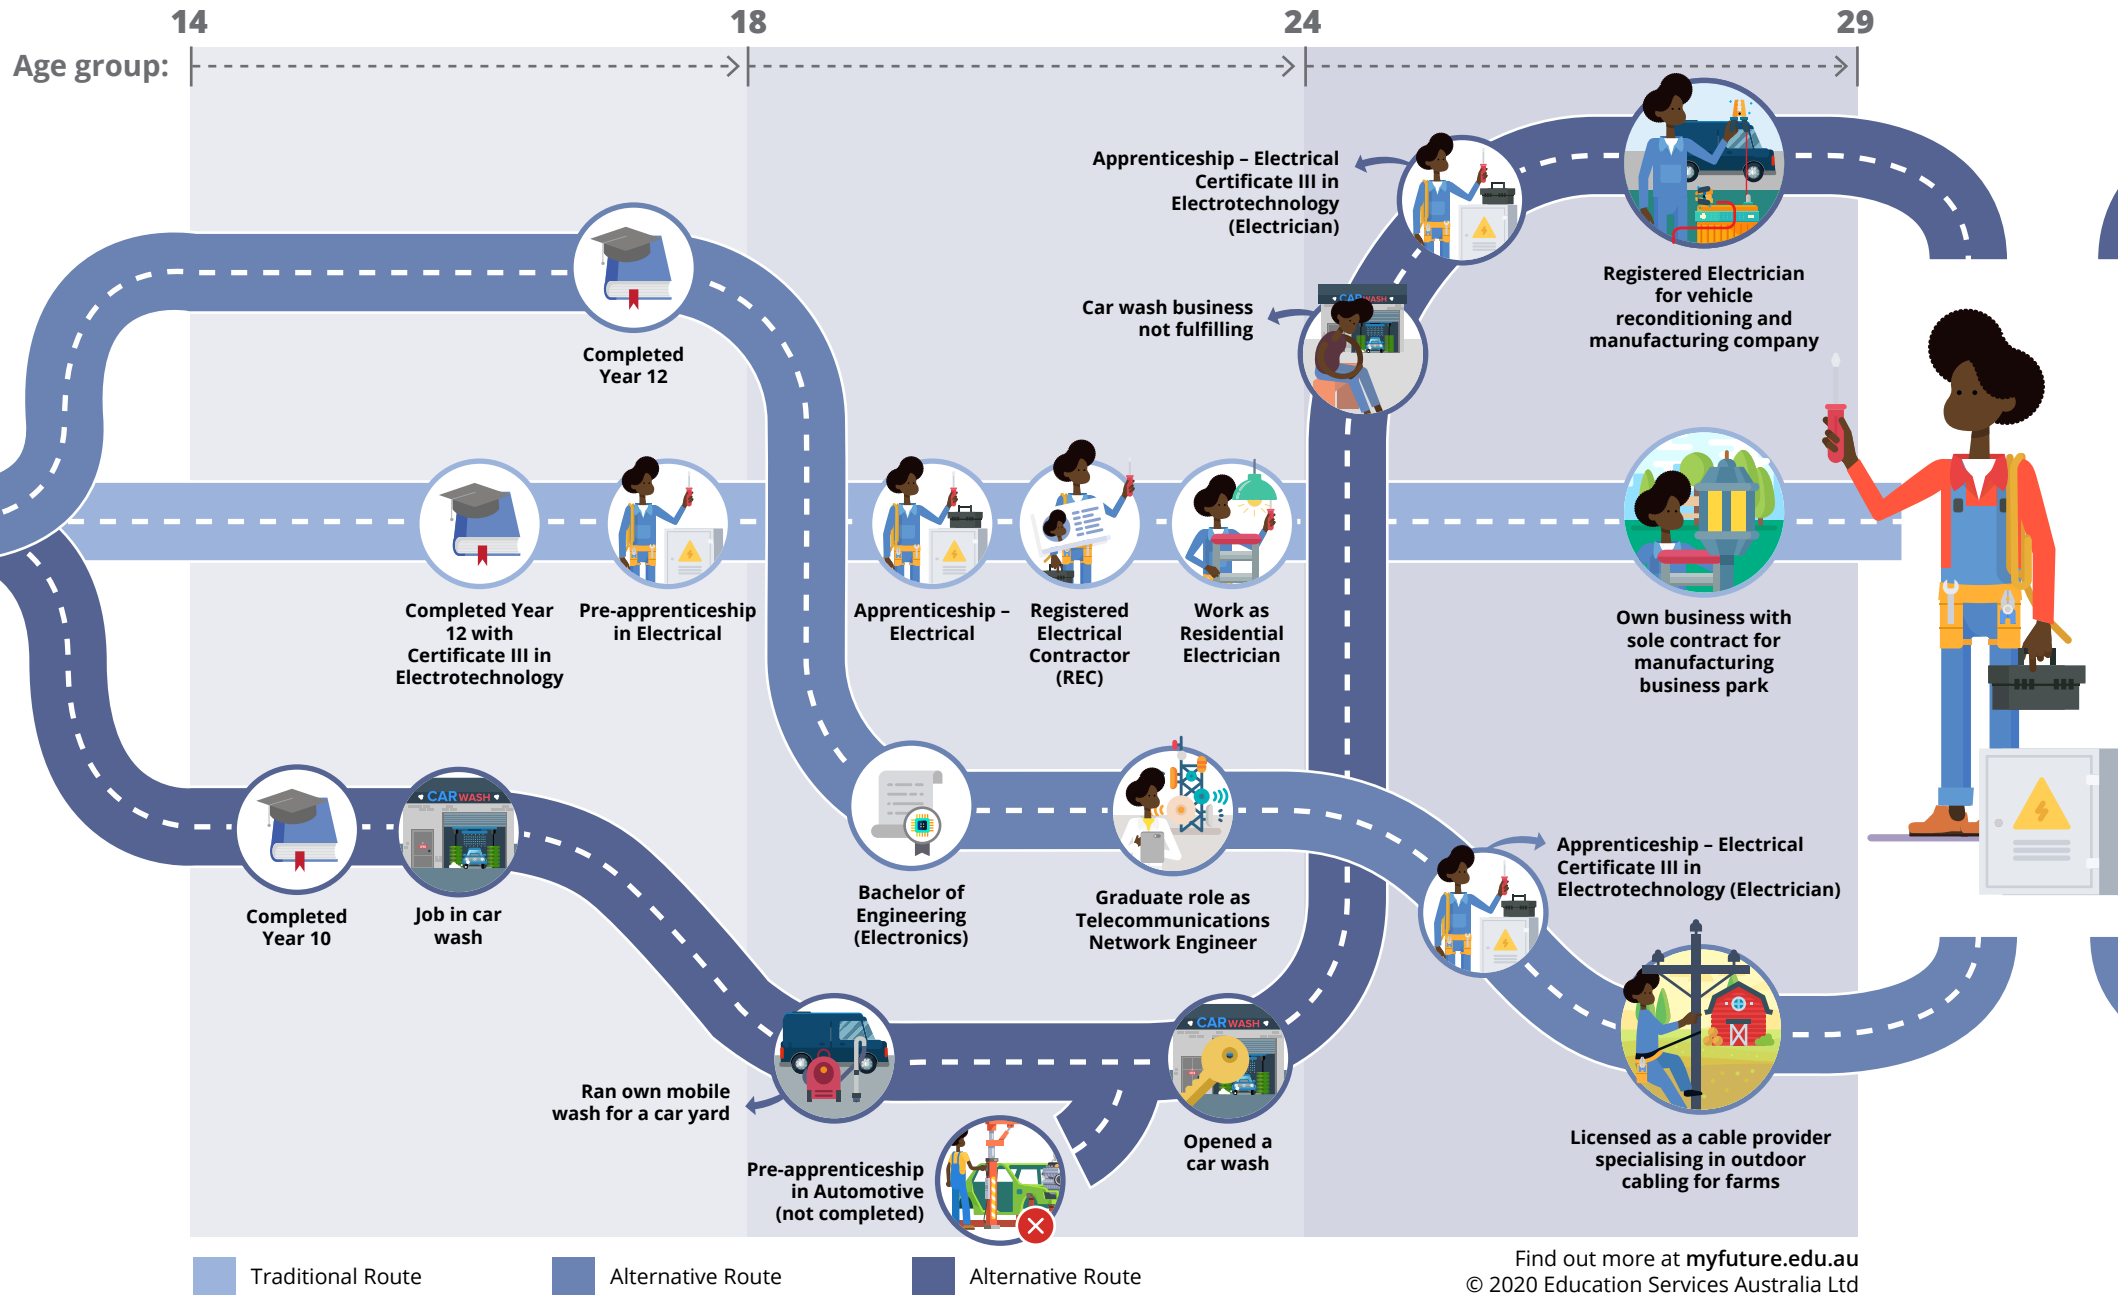 14
18
24
29
Age group:
Apprenticeship – Electrical
Certificate III in
Electrotechnology
(Electrician)
Registered Electrician
for vehicle
reconditioning and
manufacturing company
Car wash business
not fulfilling
CAR WASH
Completed
Year 12
Completed Year
12 with
Certificate III in
Electrotechnology
Pre-apprenticeship
in Electrical
Apprenticeship –
Electrical
Registered
Electrical
Contractor
(REC)
Work as
Residential
Electrician
Own business with
sole contract for
manufacturing
business park
CAR WASH
Completed
Year 10
Job in car
wash
Bachelor of
Engineering
(Electronics)
Graduate role as
Telecommunications
Network Engineer
Apprenticeship – Electrical
Certificate III in
Electrotechnology (Electrician)
CAR WASH
Ran own mobile
wash for a car yard
Pre-apprenticeship
in Automotive
(not completed)
Opened a
car wash
Licensed as a cable provider
specialising in outdoor
cabling for farms
Traditional Route
Alternative Route
Alternative Route
Find out more at myfuture.edu.au
© 2020 Education Services Australia Ltd